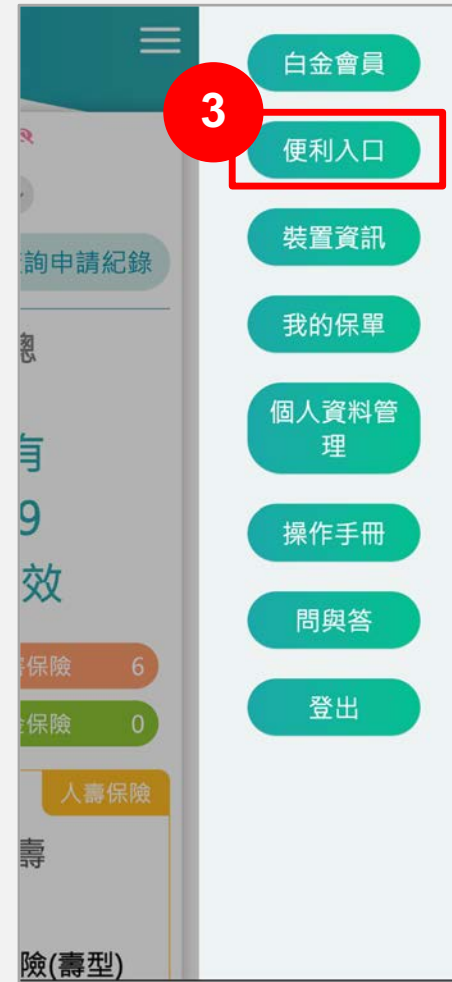 3
白金會員
便利入口
裝置資訊
我的保單
個人資料管
理
操作手冊
問與答
登出
詢申請紀錄
總
有
9
效
保險 6
保險 0
人壽保險
壽
險(壽型)